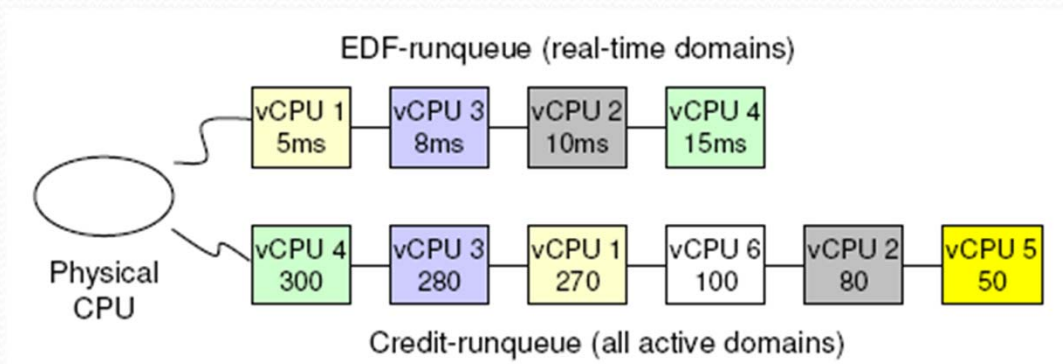 EDF-runqueue (real-time domains)
vCPU 1
5ms
vCPU 3
8ms
vCPU 2
10ms
vCPU 4
15ms
Physical
CPU
vCPU 4
300
vCPU 3
280
vCPU 1
270
vCPU 6
100
vCPU 2
80
vCPU 5
50
Credit-runqueue (all active domains)